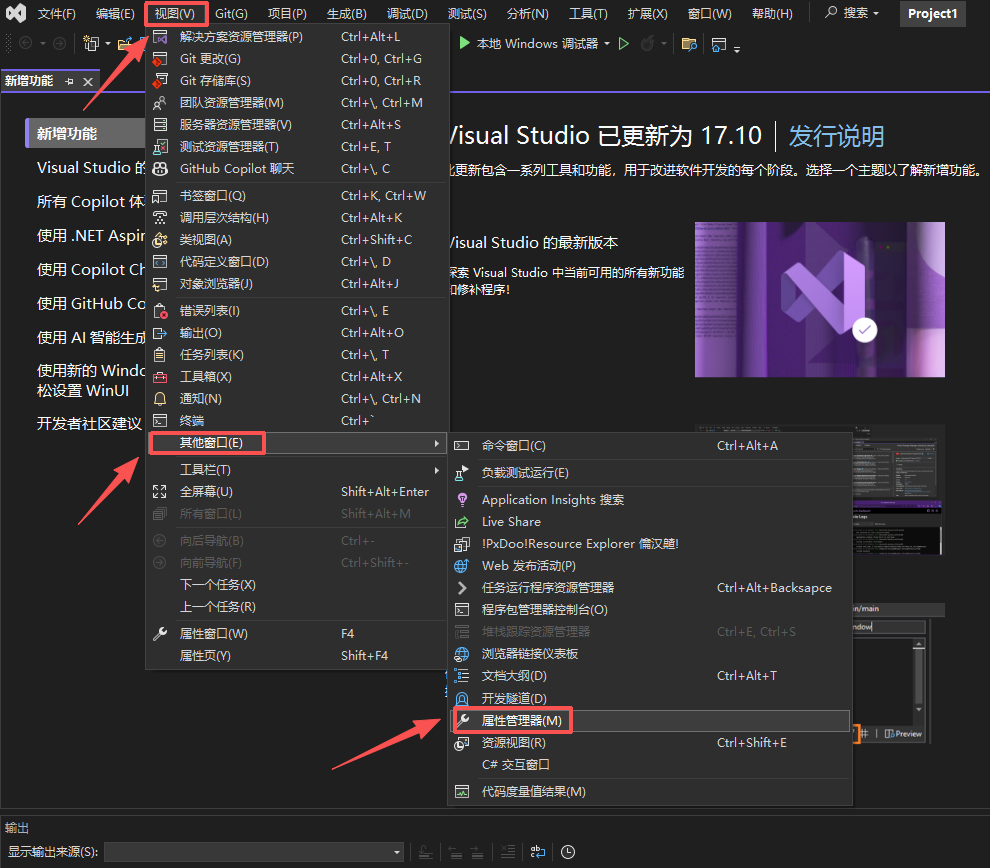 文件(F) 编辑(E) 视图(V) Git(G) 项目(P) 生成(B) 调试(D) 测试(S) 分析(N) 工具(T) 扩展(X) 窗口(W) 帮助(H) 搜索 Project1
本地 Windows 调试器
新增功能
新增功能
Visual Studio 的
所有 Copilot 体
使用 .NET Aspir
使用 Copilot Ch
使用 GitHub Co
使用 AI 智能生成
使用新的 Windo
松设置 WinUI
开发者社区建议
解决方案资源管理器(P) Ctrl+Alt+L
Git 更改(G) Ctrl+0, Ctrl+G
Git 存储库(S) Ctrl+0, Ctrl+R
团队资源管理器(M) Ctrl+\, Ctrl+M
服务器资源管理器(V) Ctrl+Alt+S
测试资源管理器(T) Ctrl+E, T
GitHub Copilot 聊天 Ctrl+\, C
书签窗口(Q) Ctrl+K, Ctrl+W
调用层次结构(H) Ctrl+Alt+K
类视图(A) Ctrl+Shift+C
代码定义窗口(D) Ctrl+\, D
对象浏览器(J) Ctrl+Alt+J
错误列表(I) Ctrl+\, E
输出(O) Ctrl+Alt+O
任务列表(K) Ctrl+\, T
工具箱(X) Ctrl+Alt+X
通知(N) Ctrl+\, Ctrl+N
终端 Ctrl+`
其他窗口(E)
工具栏(T)
全屏幕(U) Shift+Alt+Enter
所有窗口(L) Shift+Alt+M
向后导航(B) Ctrl+-
向前导航(F) Ctrl+Shift+-
下一个任务(X)
上一个任务(R)
属性窗口(W) F4
属性页(Y) Shift+F4
Visual Studio 已更新为 17.10 发行说明
此更新包含一系列工具和功能，用于改进软件开发的每个阶段。选择一个主题以了解新增功能。
Visual Studio 的最新版本
探索 Visual Studio 中当前可用的所有新功能
和修补程序!
命令窗口(C) Ctrl+Alt+A
负载测试运行(E)
Application Insights 搜索
Live Share
!PxDoo!Resource Explorer 儶汉!
Web 发布活动(P)
任务运行程序资源管理器 Ctrl+Alt+Backsapce
程序包管理器控制台(O)
堆栈跟踪资源管理器 Ctrl+E, Ctrl+S
浏览器链接仪表板
文档大纲(D) Ctrl+Alt+T
开发隧道(D)
属性管理器(M)
资源视图(R) Ctrl+Shift+E
C# 交互窗口
代码度量值结果(M)
in/main
ndow
Preview
输出
显示输出来源(S):